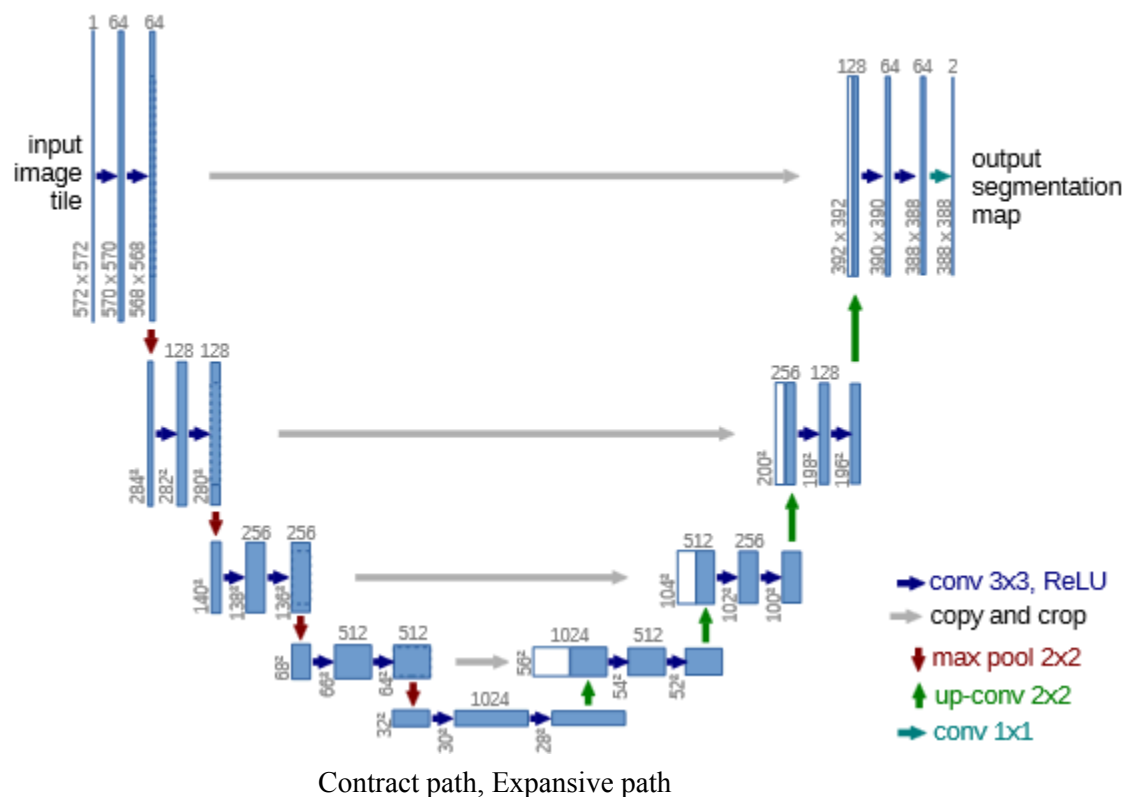 1 64 64
128 64 64 2
input
image
tile
output
segmentation
map
572 x 572
570 x 570
568 x 568
392 x 392
390 x 390
388 x 388
388 x 388
128 128
256 128
284²
282²
280²
200²
198²
196²
256 256
512 256
140²
138²
136²
104²
102²
100²
512 512
1024 512
68²
66²
64²
56²
54²
52²
1024
32²
30²
28²
conv 3x3, ReLU
copy and crop
max pool 2x2
up-conv 2x2
conv 1x1
Contract path, Expansive path